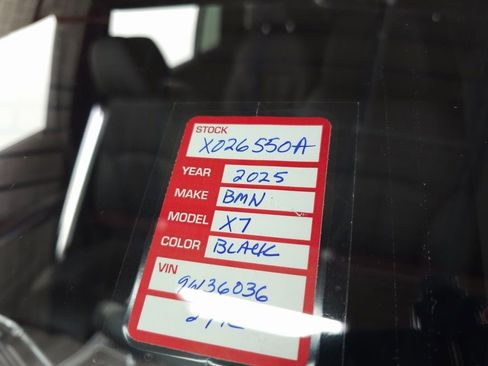 STOCK
X026550A
YEAR 2025
MAKE BMN
MODEL X7
COLOR BLACK
VIN
9W36036